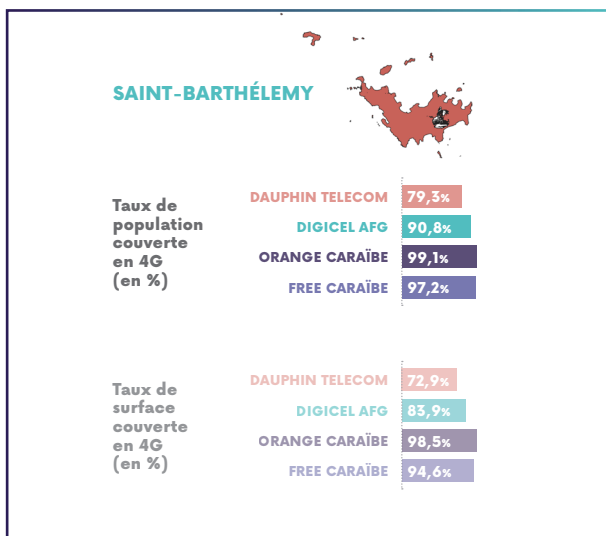 SAINT-BARTHÉLEMY
Taux de
population
couverte
en 4G
(en %)
DAUPHIN TELECOM 79,3%
DIGICEL AFG 90,8%
ORANGE CARAÏBE 99,1%
FREE CARAÏBE 97,2%
Taux de
surface
couverte
en 4G
(en %)
DAUPHIN TELECOM 72,9%
DIGICEL AFG 83,9%
ORANGE CARAÏBE 98,5%
FREE CARAÏBE 94,6%